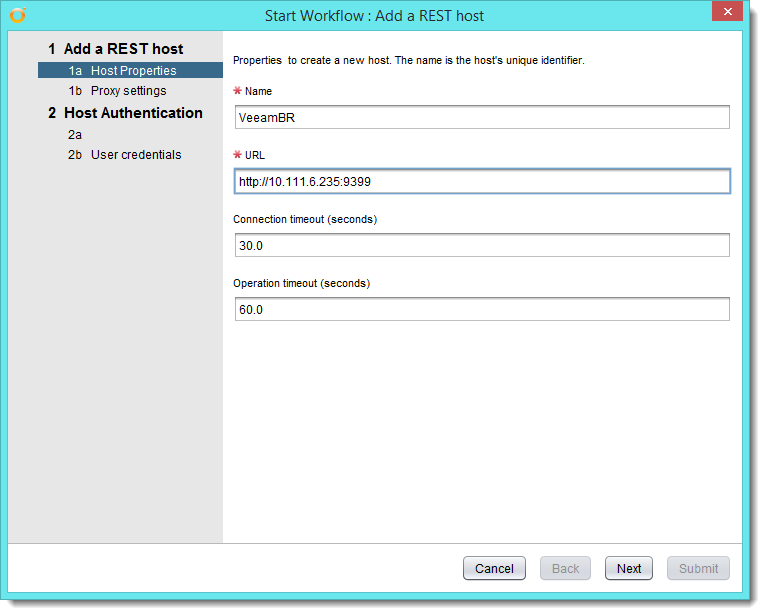 Start Workflow : Add a REST host
1 Add a REST host
1a Host Properties
1b Proxy settings
2 Host Authentication
2a
2b User credentials
Properties to create a new host. The name is the host's unique identifier.
* Name
VeeamBR
* URL
http://10.111.6.235:9399
Connection timeout (seconds)
30.0
Operation timeout (seconds)
60.0
Cancel Back Next Submit